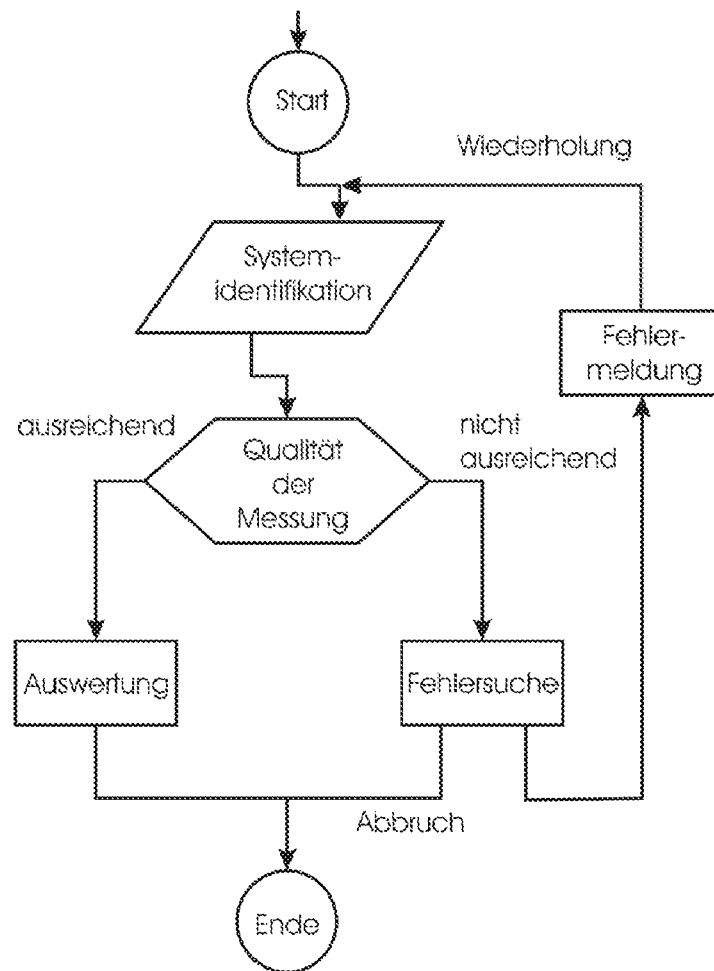 Start
Wiederholung
System-
identifikation
Fehler-
meldung
ausreichend
Qualität
der
Messung
nicht
ausreichend
Auswertung
Fehlersuche
Abbruch
Ende